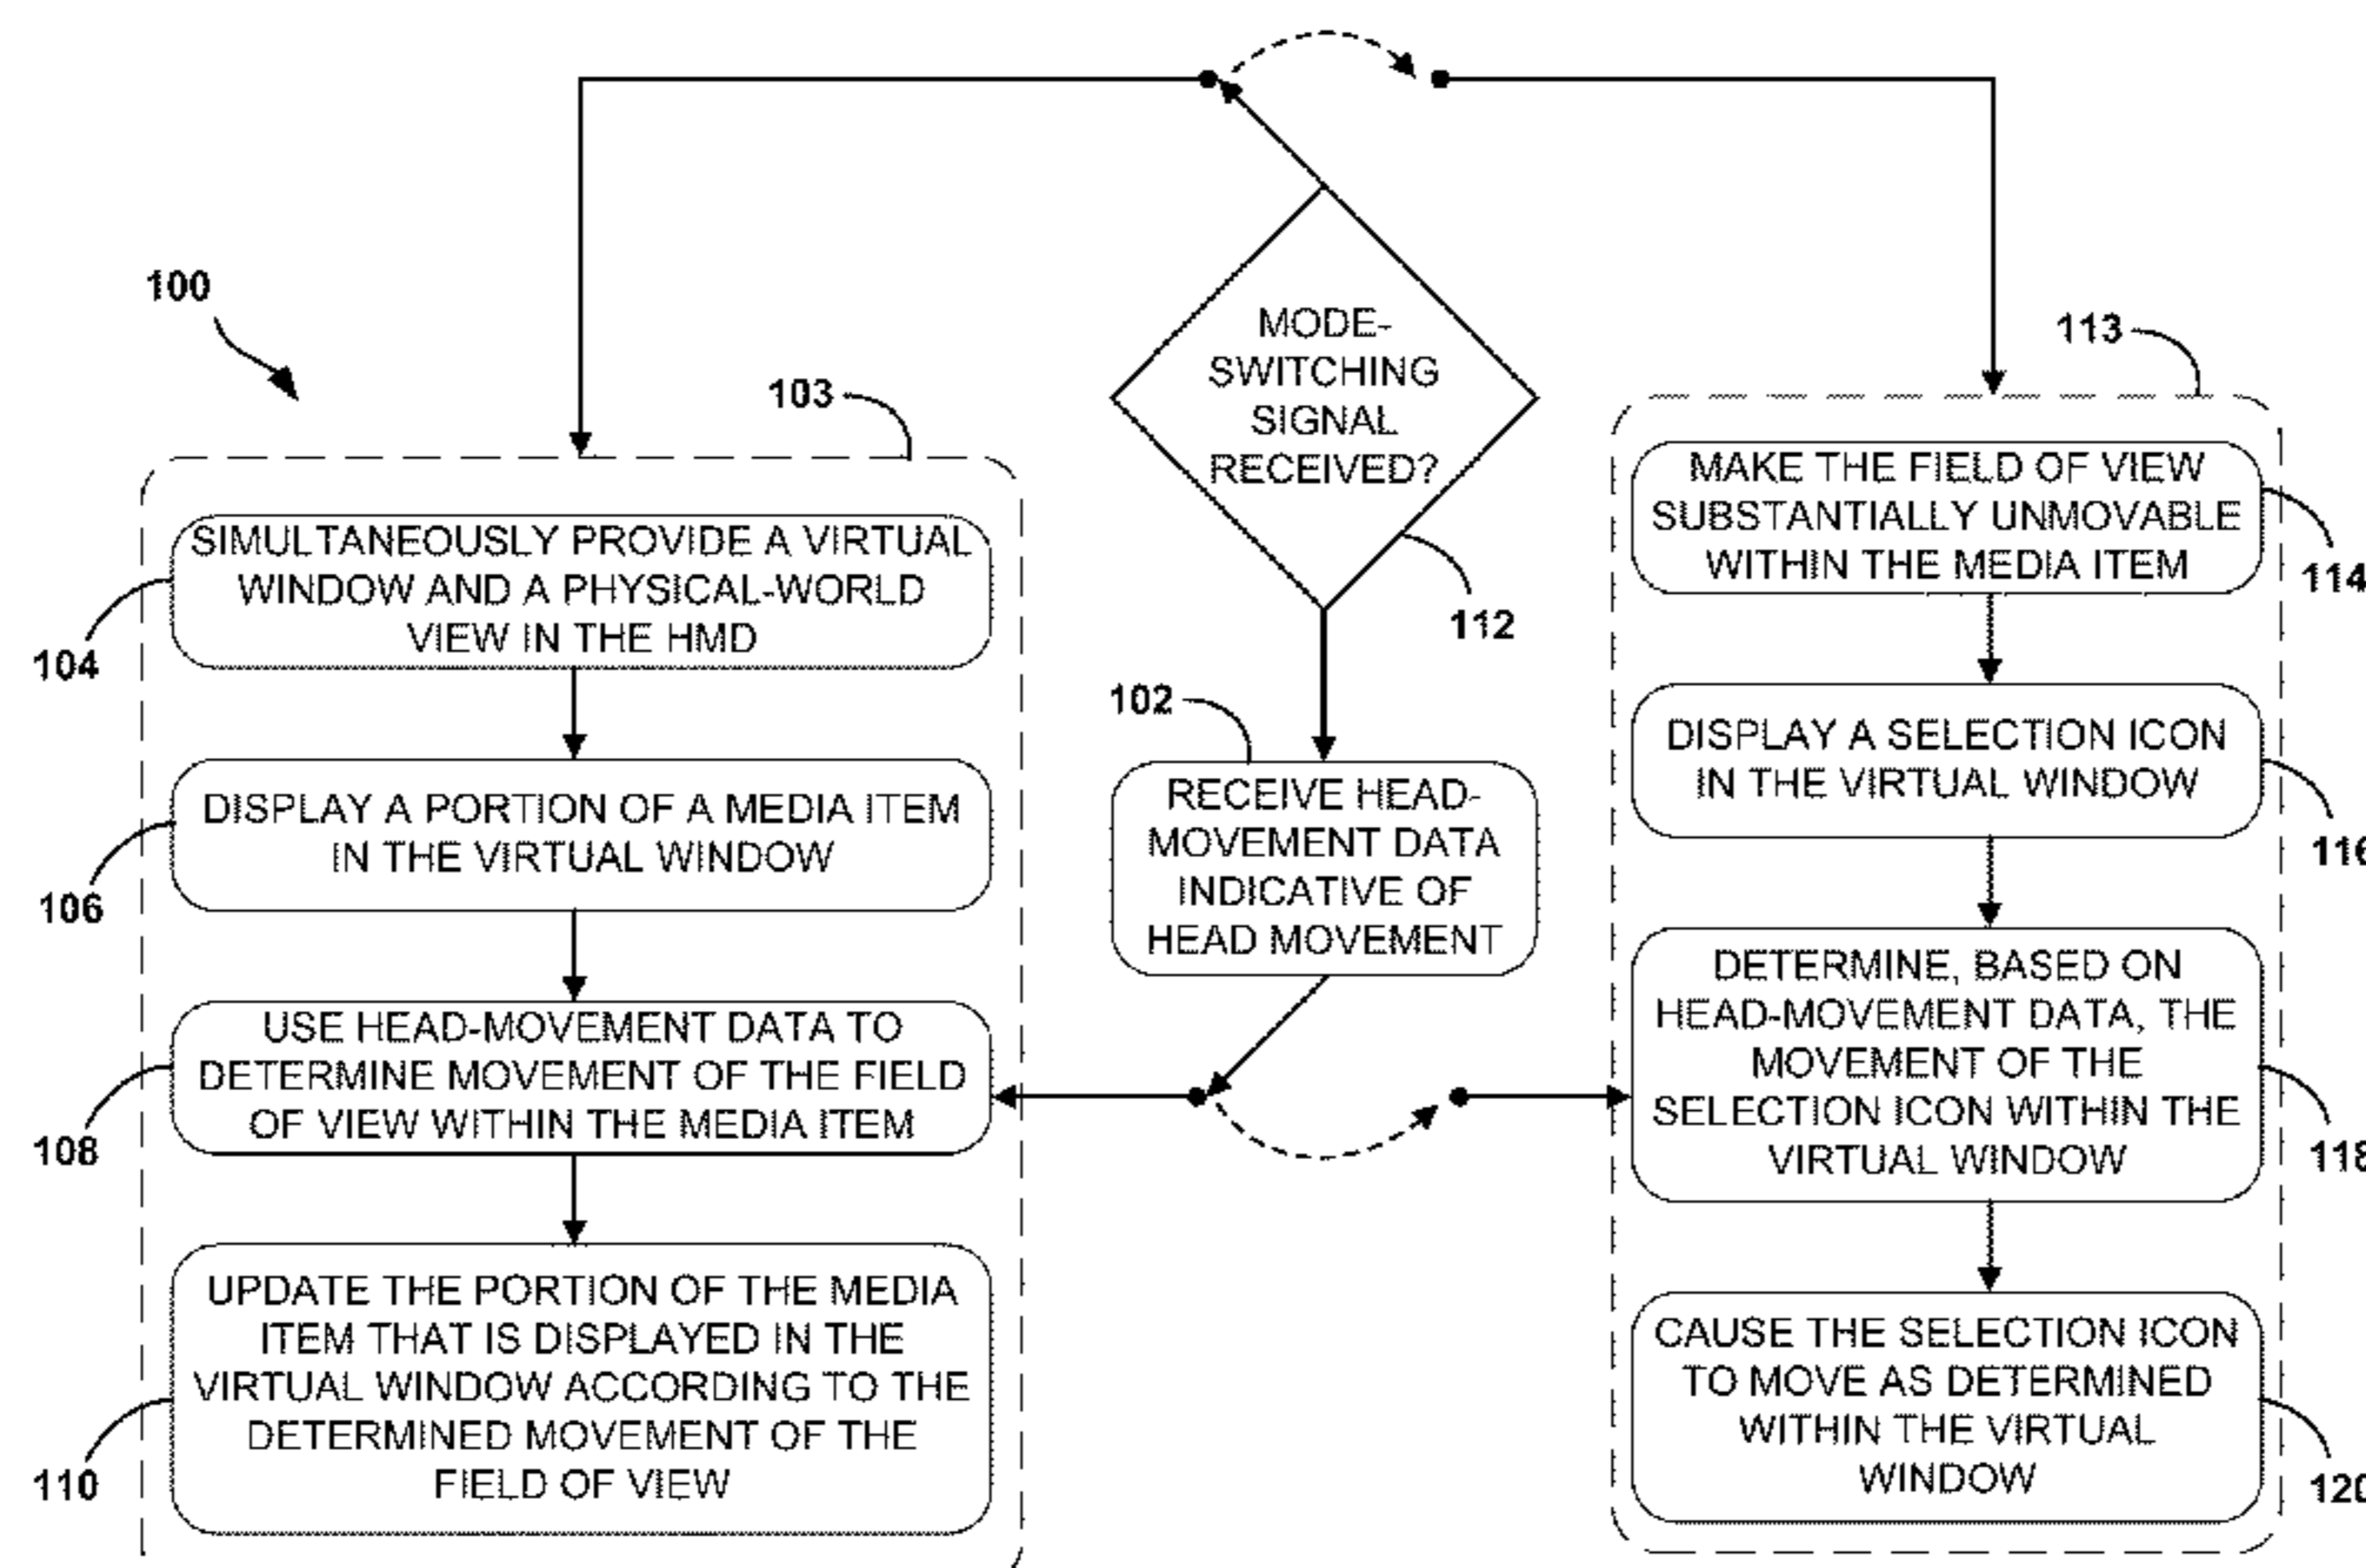 100
103
SIMULTANEOUSLY PROVIDE A VIRTUAL
WINDOW AND A PHYSICAL-WORLD
VIEW IN THE HMD
104
DISPLAY A PORTION OF A MEDIA ITEM
IN THE VIRTUAL WINDOW
106
USE HEAD-MOVEMENT DATA TO
DETERMINE MOVEMENT OF THE FIELD
OF VIEW WITHIN THE MEDIA ITEM
108
UPDATE THE PORTION OF THE MEDIA
ITEM THAT IS DISPLAYED IN THE
VIRTUAL WINDOW ACCORDING TO THE
DETERMINED MOVEMENT OF THE
FIELD OF VIEW
110
MODE-
SWITCHING
SIGNAL
RECEIVED?
112
102
RECEIVE HEAD-
MOVEMENT DATA
INDICATIVE OF
HEAD MOVEMENT
113
MAKE THE FIELD OF VIEW
SUBSTANTIALLY UNMOVABLE
WITHIN THE MEDIA ITEM
114
DISPLAY A SELECTION ICON
IN THE VIRTUAL WINDOW
116
DETERMINE, BASED ON
HEAD-MOVEMENT DATA, THE
MOVEMENT OF THE
SELECTION ICON WITHIN THE
VIRTUAL WINDOW
118
CAUSE THE SELECTION ICON
TO MOVE AS DETERMINED
WITHIN THE VIRTUAL
WINDOW
120